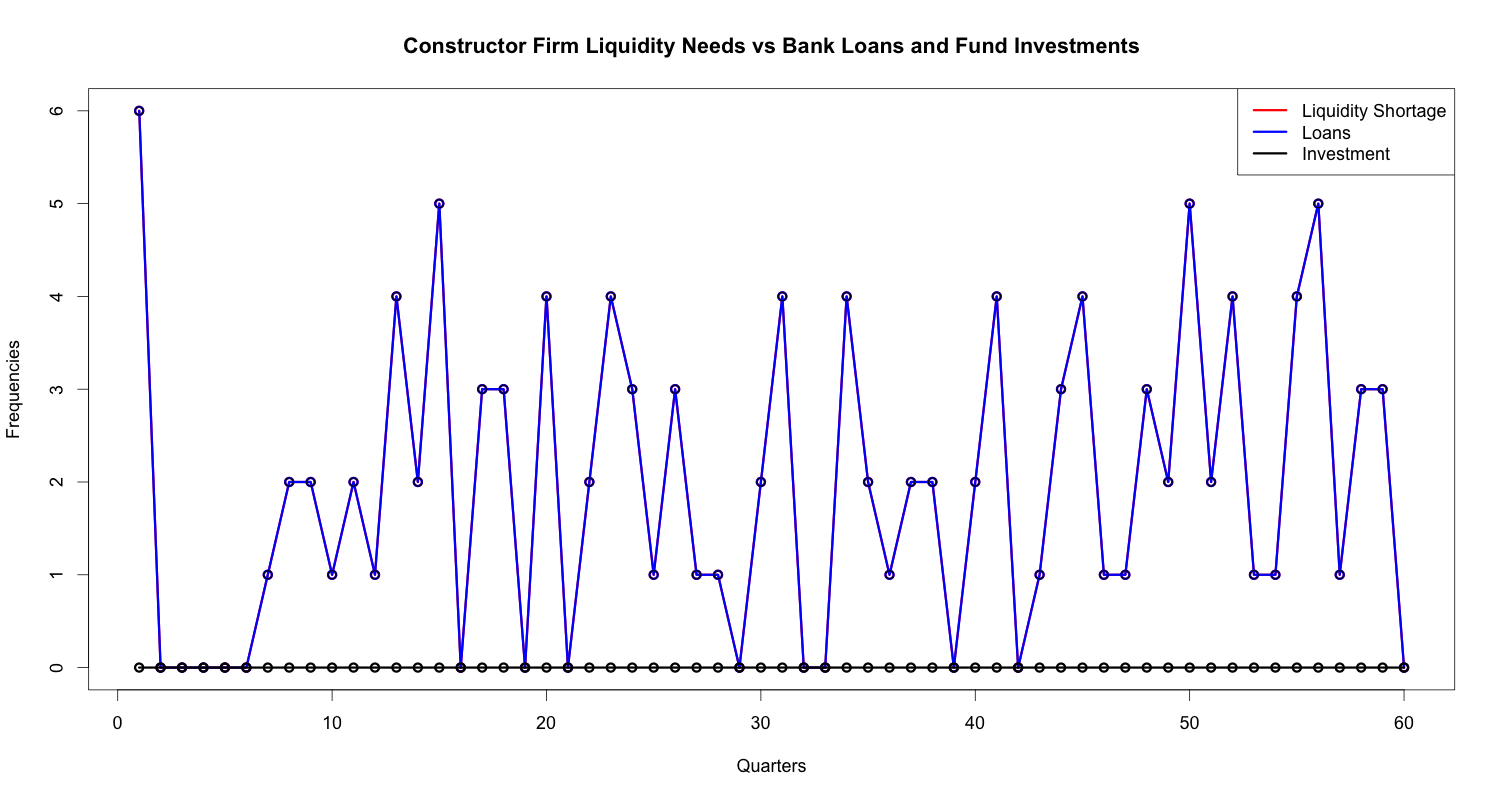 Constructor Firm Liquidity Needs vs Bank Loans and Fund Investments
Liquidity Shortage
Loans
Investment
6
5
4
3
2
1
0
Frequencies
0 10 20 30 40 50 60
Quarters